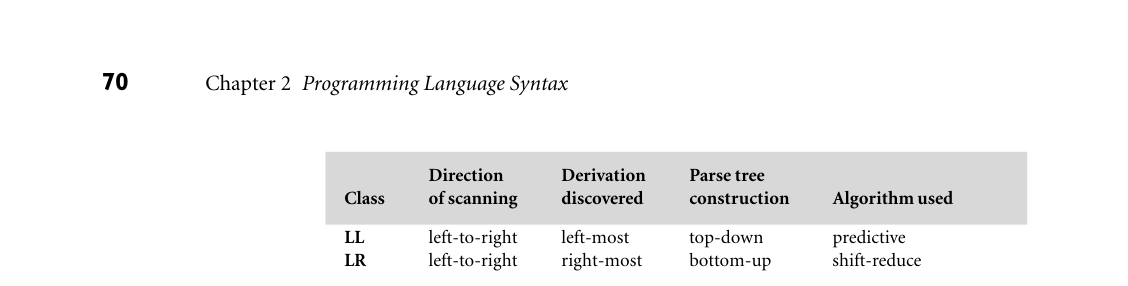 70 Chapter 2 Programming Language Syntax
Direction Derivation Parse tree
Class of scanning discovered construction Algorithm used
LL left-to-right left-most top-down predictive
LR left-to-right right-most bottom-up shift-reduce